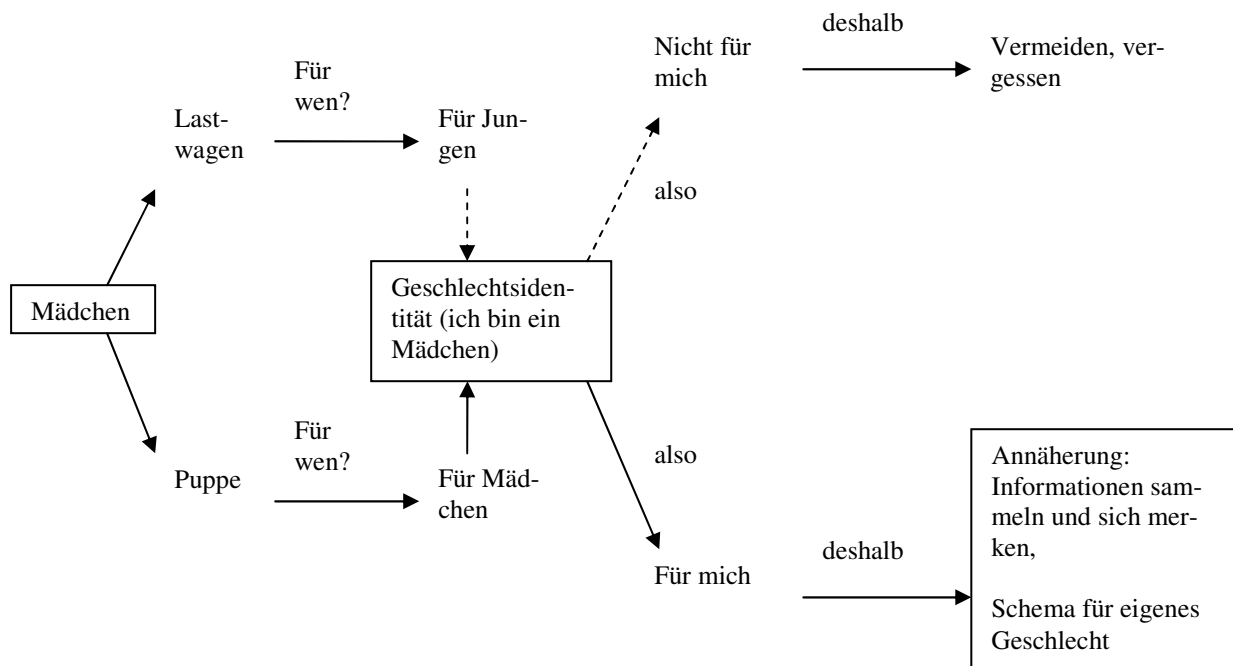 deshalb
Nicht für
mich
Vermeiden, ver-
gessen
Für
wen?
Last-
wagen
Für Jun-
gen
also
Mädchen
Geschlechtsiden-
tität (ich bin ein
Mädchen)
Für
wen?
Puppe
Für Mäd-
chen
also
Für mich
deshalb
Annäherung:
Informationen sam-
meln und sich mer-
ken,
Schema für eigenes
Geschlecht